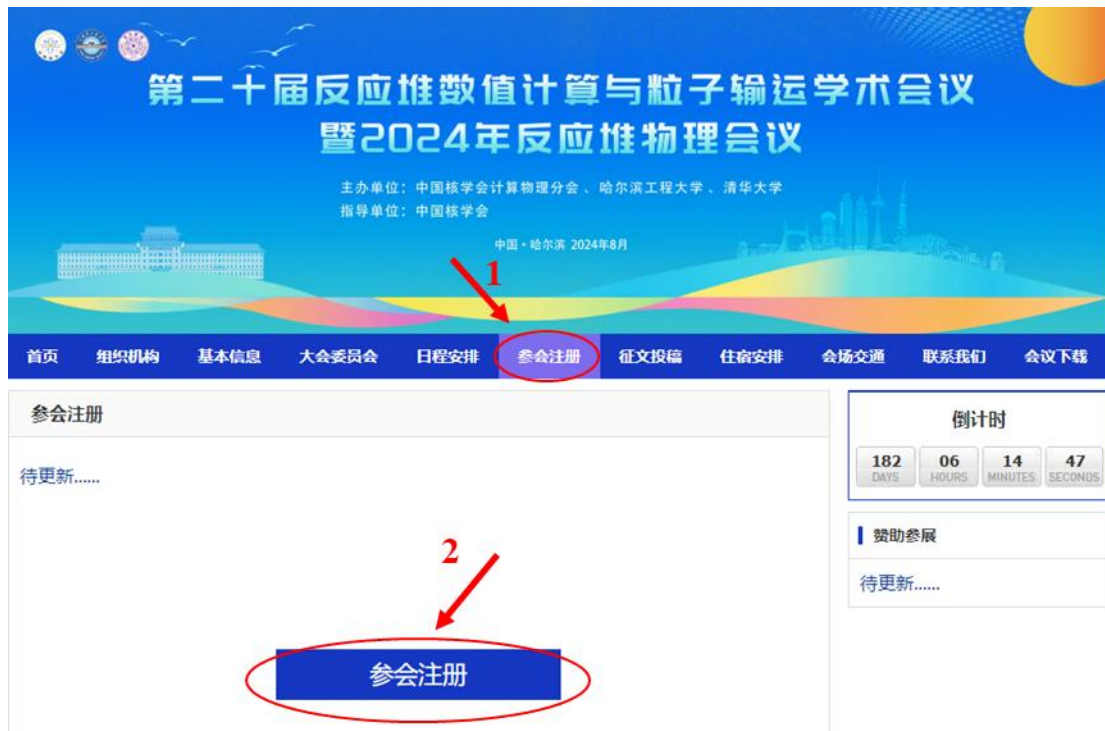 第二十届反应堆数值计算与粒子输运学术会议
暨2024年反应堆物理会议
主办单位：中国核学会计算物理分会、哈尔滨工程大学、清华大学
指导单位：中国核学会
中国·哈尔滨 2024年8月
1
首页 组织机构 基本信息 大会委员会 日程安排 参会注册 征文投稿 住宿安排 会场交通 联系我们 会议下载
参会注册
待更新......
2
参会注册
倒计时
182 06 14 47
DAYS HOURS MINUTES SECONDS
赞助参展
待更新......